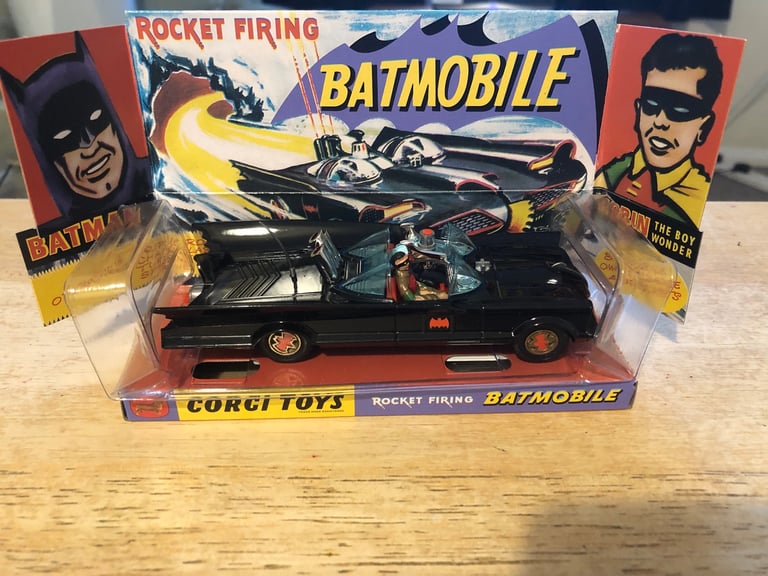 ROCKET FIRING
BATMOBILE
BATMAN
ROBIN THE BOY
WONDER
CORGI TOYS
ROCKET FIRING BATMOBILE